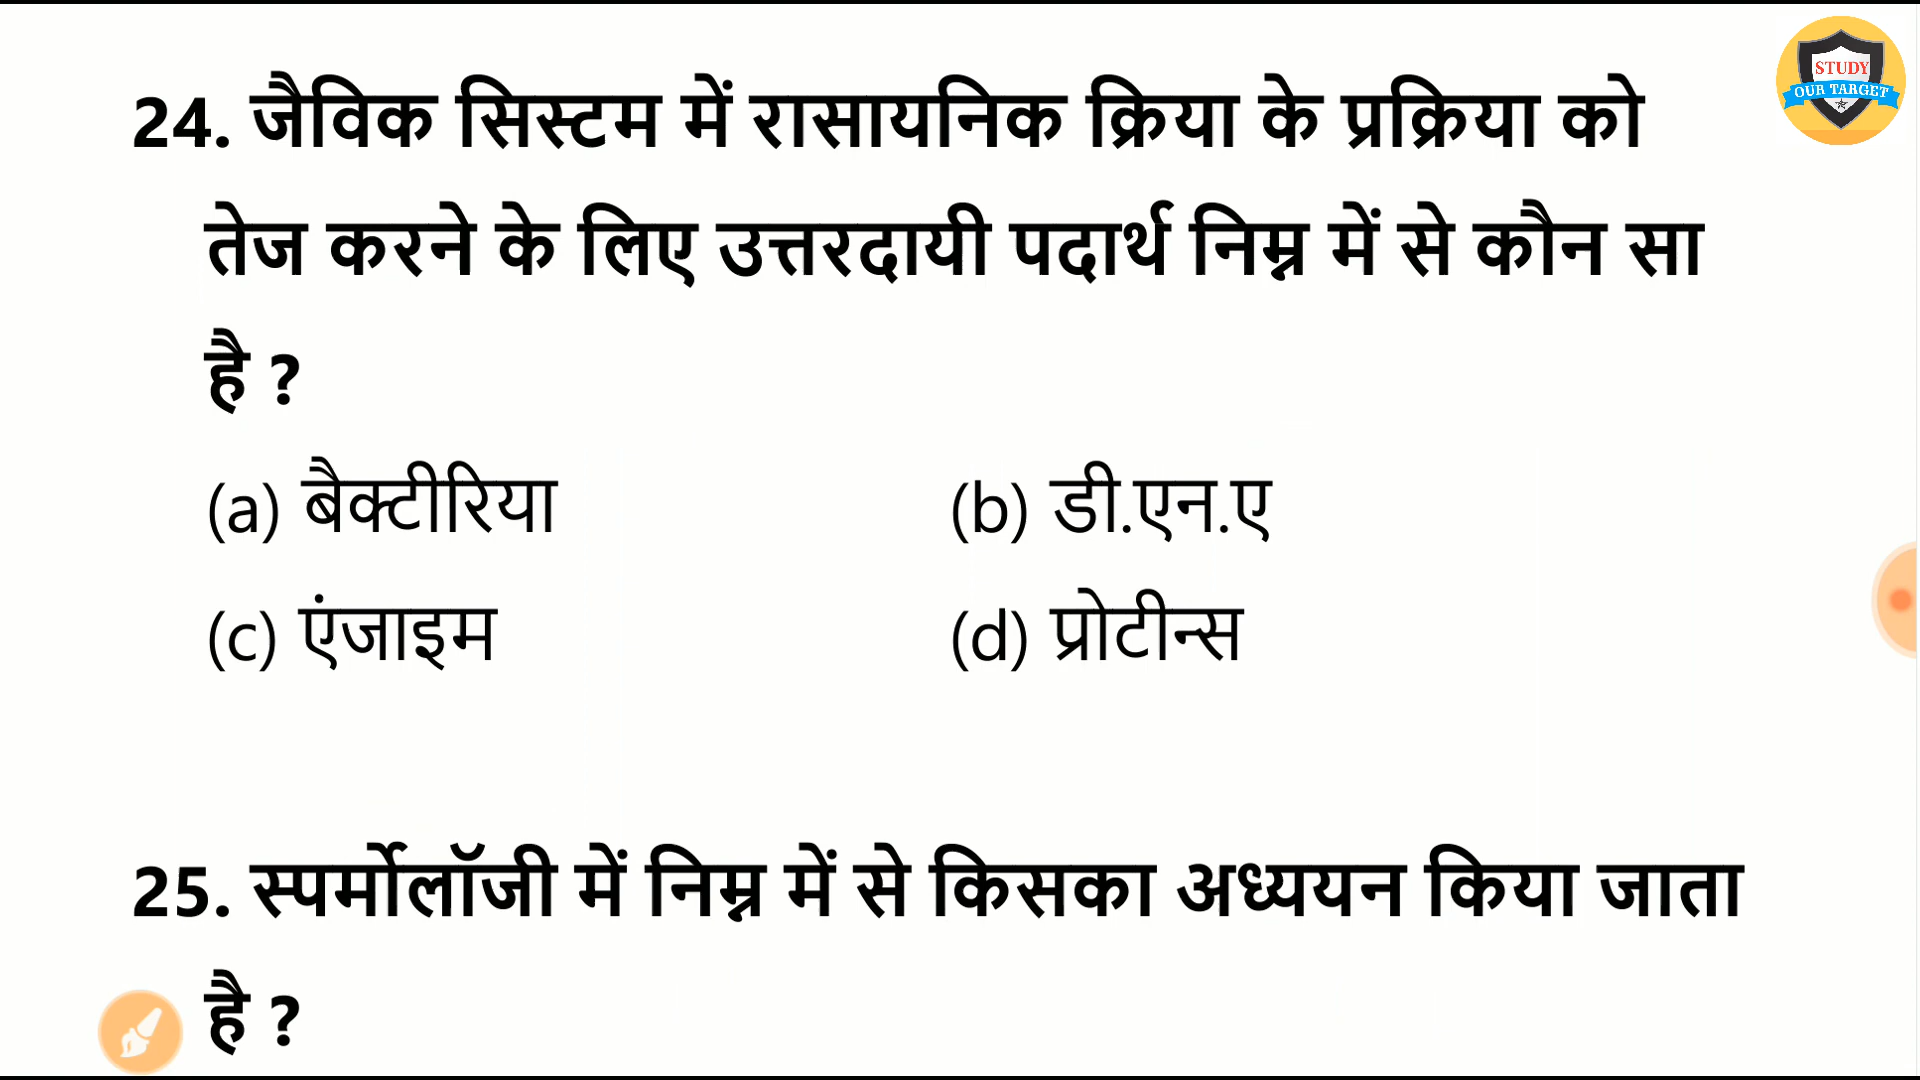 STUDY
OUR TARGET
24. जैविक सिस्टम में रासायनिक क्रिया के प्रक्रिया को
तेज करने के लिए उत्तरदायी पदार्थ निम्न में से कौन सा
है ?
(a) बैक्टीरिया (b) डी.एन.ए
(c) एंजाइम (d) प्रोटीन्स
25. स्पर्मोलॉजी में निम्न में से किसका अध्ययन किया जाता
है ?